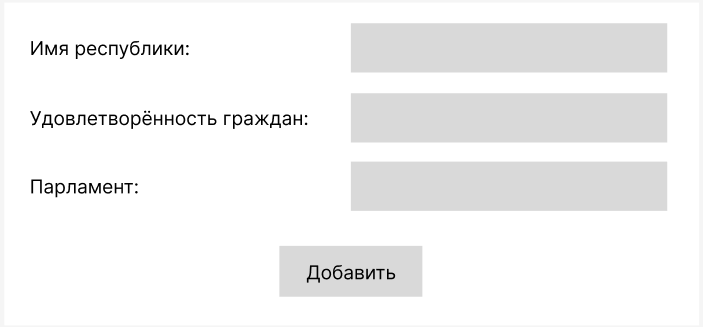 Имя республики:
Удовлетворённость граждан:
Парламент:
Добавить